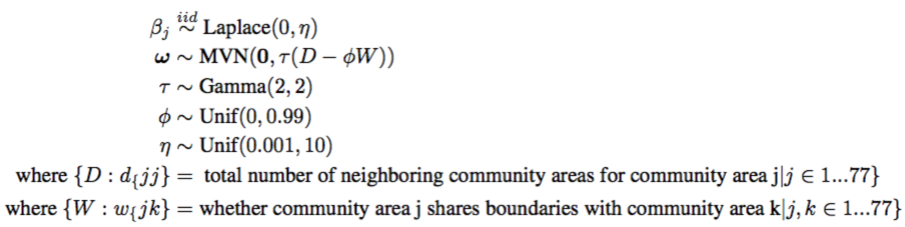 β_j \overset{iid}{\sim} Laplace(0, η)
ω ∼ MVN(0, τ(D − ϕW))
τ ∼ Gamma(2, 2)
ϕ ∼ Unif(0, 0.99)
η ∼ Unif(0.001, 10)
where {D : d_{jj} = total number of neighboring community areas for community area j|j ∈ 1...77}
where {W : w_{jk} = whether community area j shares boundaries with community area k|j, k ∈ 1...77}